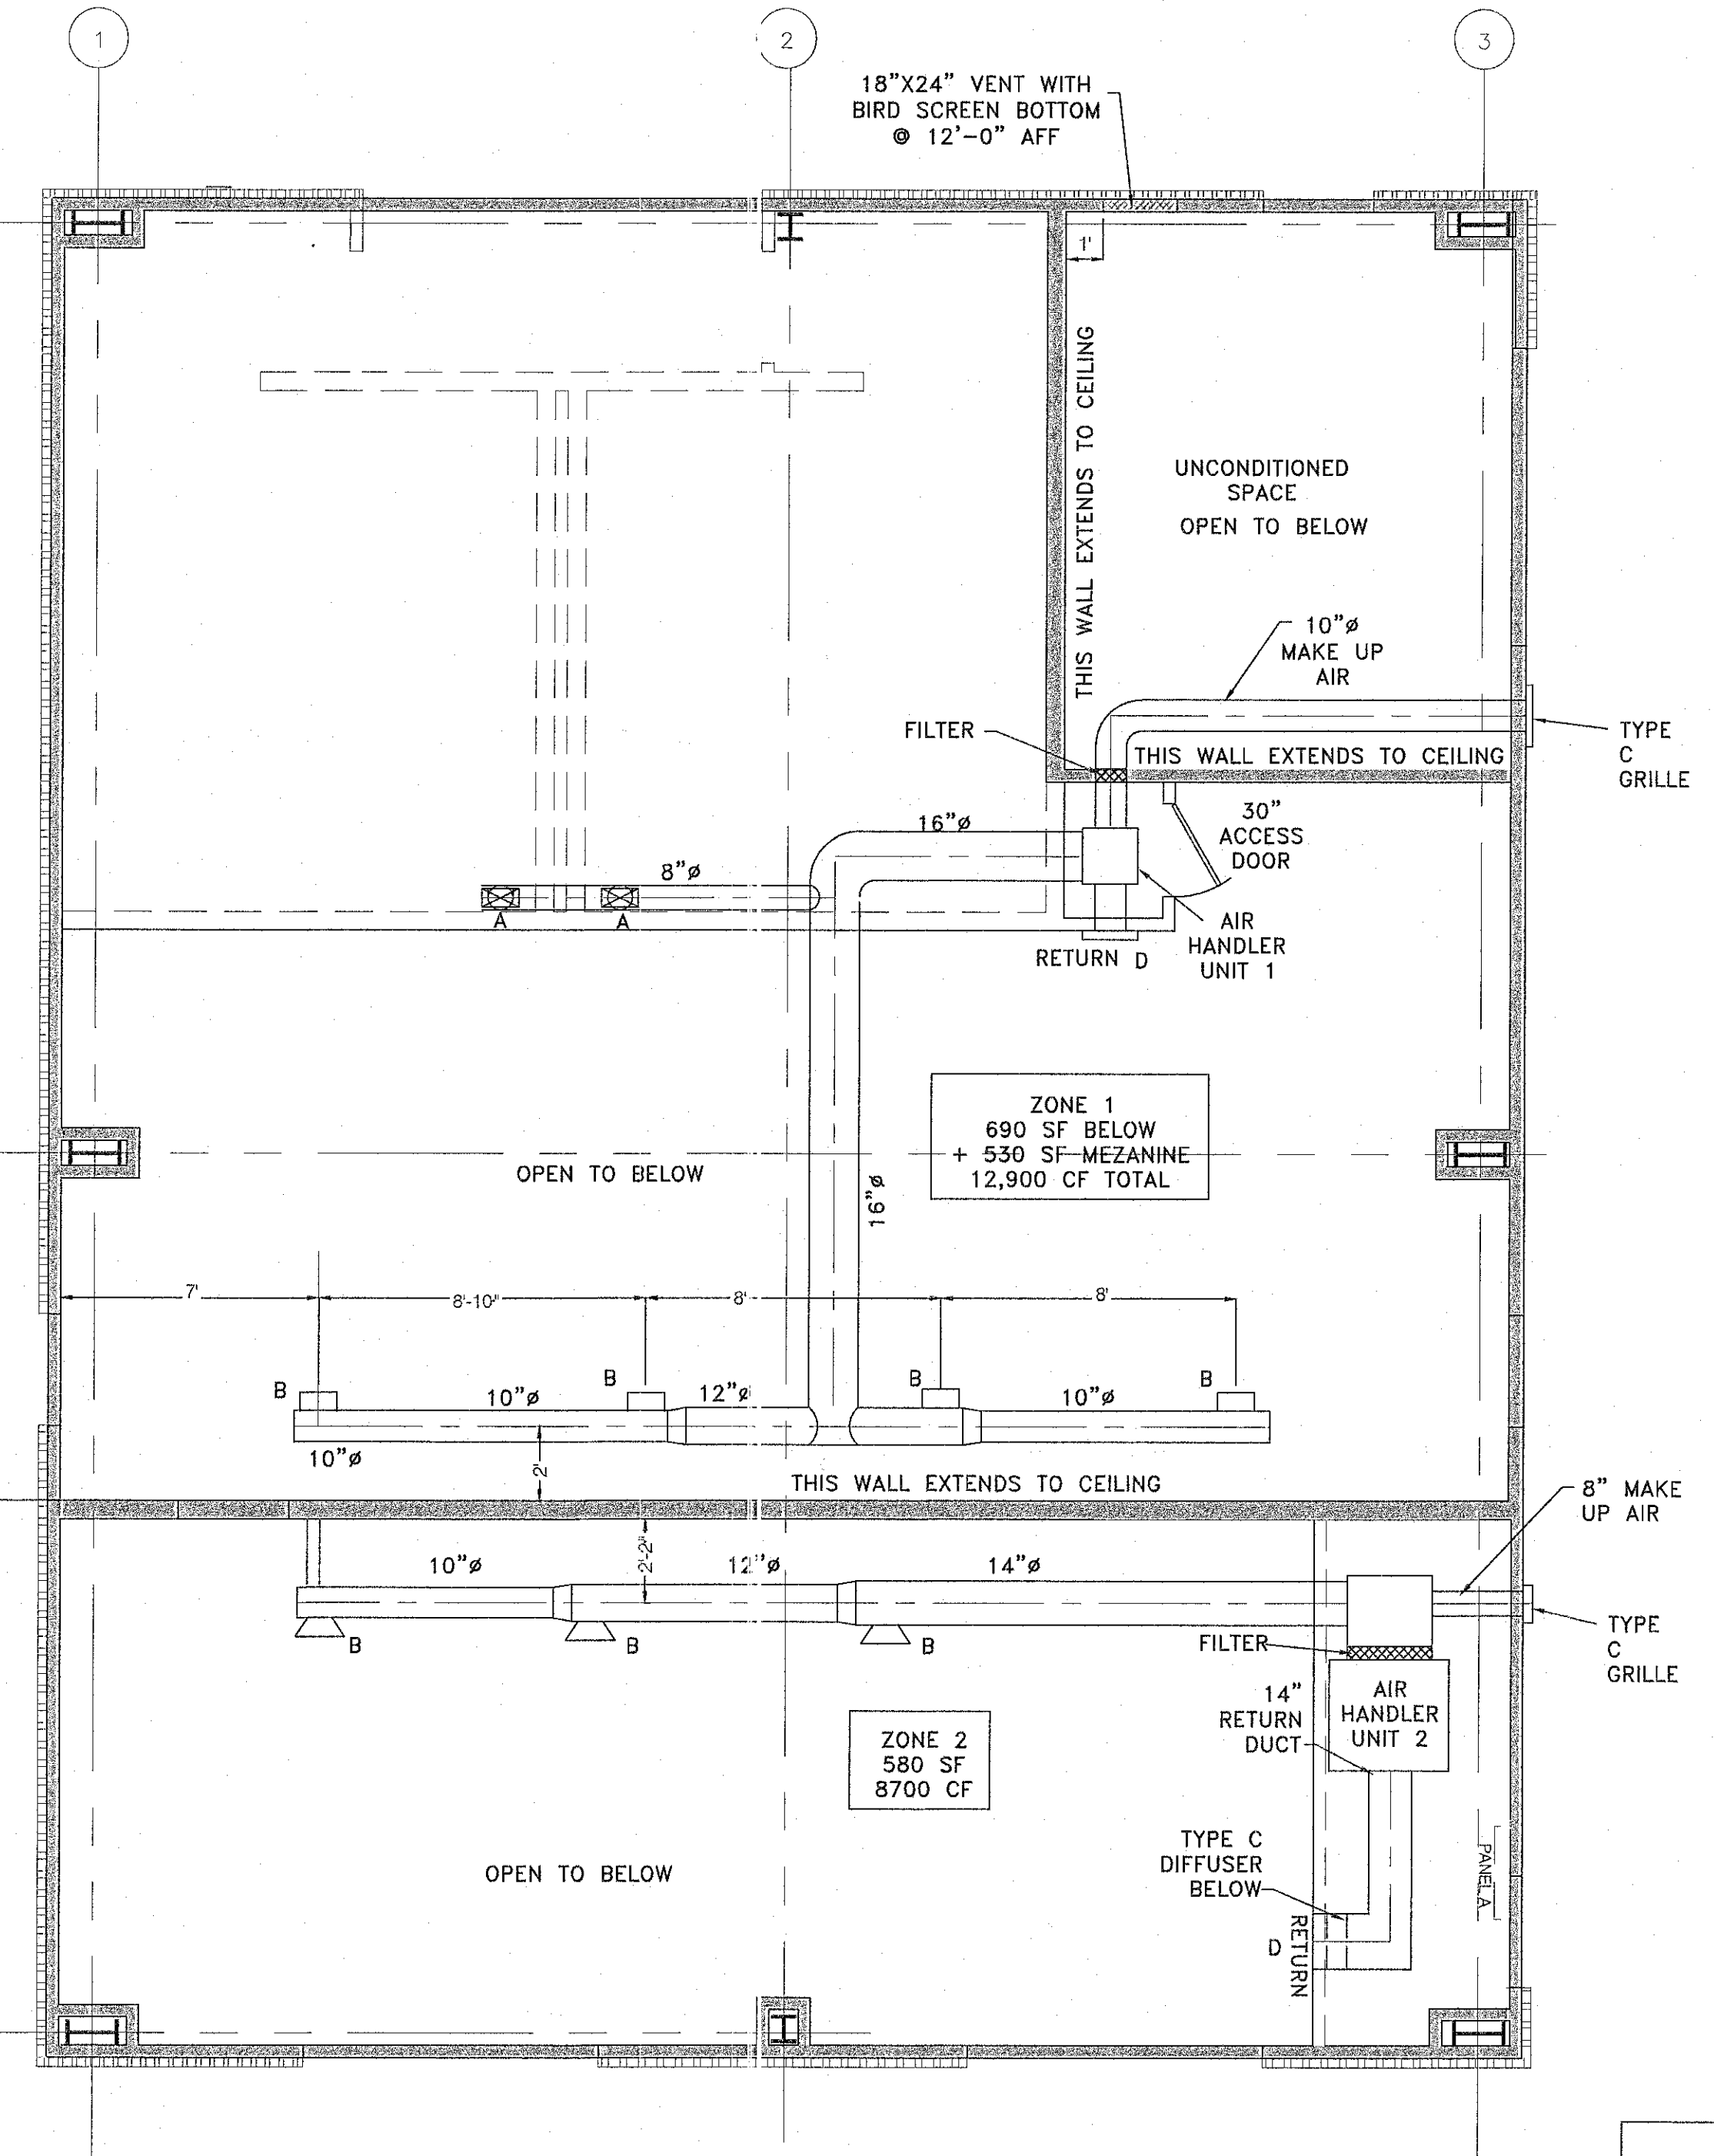 1
2
3
18"X24" VENT WITH
BIRD SCREEN BOTTOM
@ 12'-0" AFF
1'
THIS WALL EXTENDS TO CEILING
UNCONDITIONED
SPACE
OPEN TO BELOW
10"ø
MAKE UP
AIR
FILTER
THIS WALL EXTENDS TO CEILING
TYPE
C
GRILLE
16"ø
30"
ACCESS
DOOR
8"ø
A
A
AIR
HANDLER
UNIT 1
RETURN D
ZONE 1
690 SF BELOW
+ 530 SF MEZANINE
12,900 CF TOTAL
OPEN TO BELOW
16"ø
7'
8'-10"
8'
8'
B
10"ø
B
12"ø
B
10"ø
B
10"ø
2'
THIS WALL EXTENDS TO CEILING
8" MAKE
UP AIR
2'-2"
10"ø
12"ø
14"ø
B
B
B
FILTER
TYPE
C
GRILLE
14"
RETURN
DUCT
AIR
HANDLER
UNIT 2
ZONE 2
580 SF
8700 CF
TYPE C
DIFFUSER
BELOW
PANEL A
OPEN TO BELOW
D
RETURN